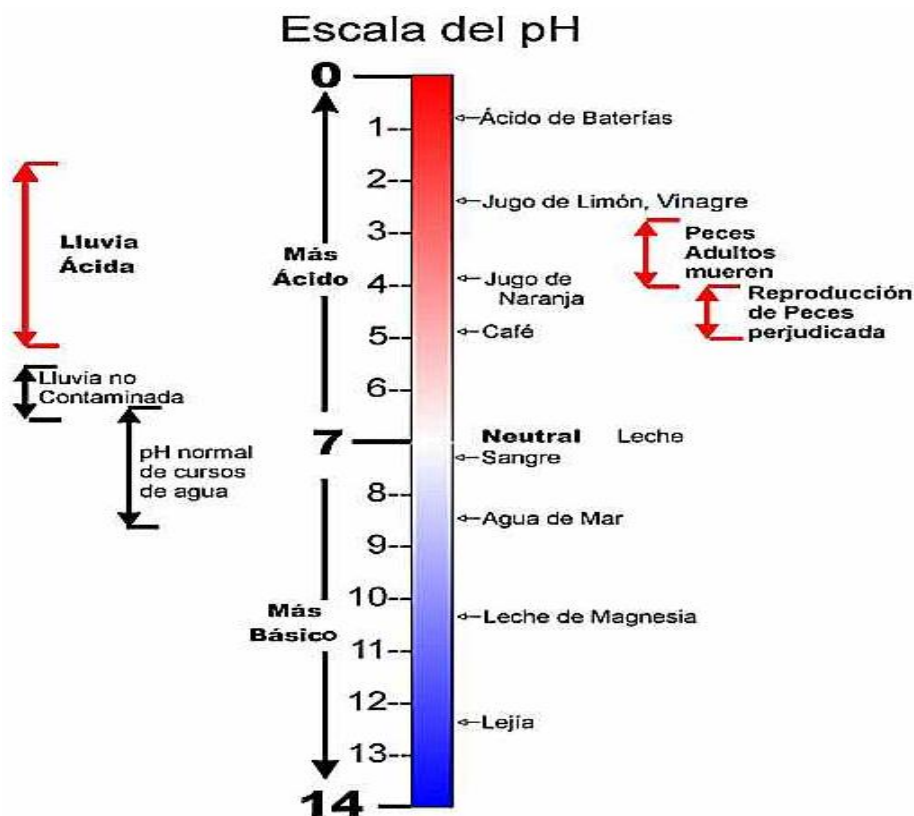 Escala del pH
0
1--
2--
3--
4--
5--
6--
7
8--
9--
10--
11--
12--
13--
14
Más
Ácido
Más
Básico
Lluvia
Ácida
Lluvia no
Contaminada
pH normal
de cursos
de agua
Ácido de Baterías
Jugo de Limón, Vinagre
Jugo de
Naranja
Café
Neutral Leche
Sangre
Agua de Mar
Leche de Magnesia
Lejía
Peces
Adultos
mueren
Reproducción
de Peces
perjudicada